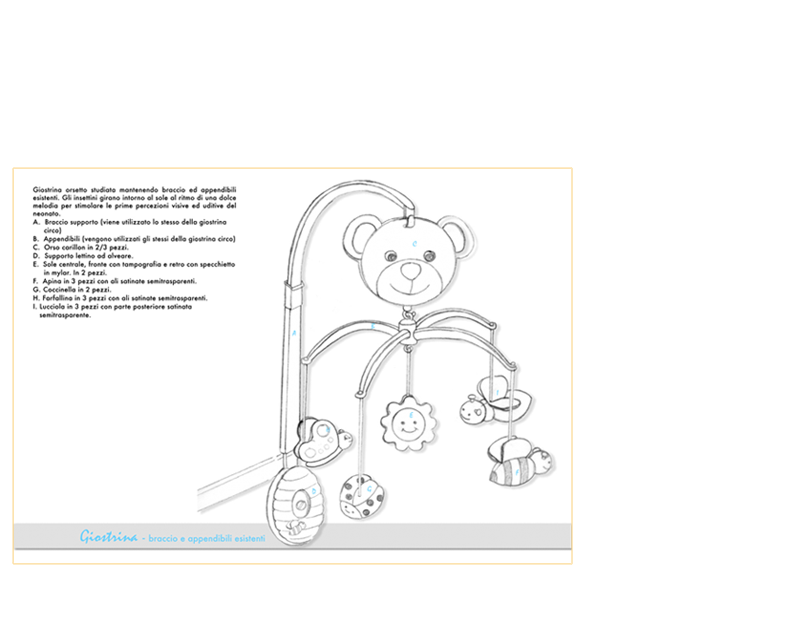 Giostrina orsetto studiata mantenendo braccio ed appendibili
esistenti. Gli insettini girano intorno al sole al ritmo di una dolce
melodia per stimolare le prime percezioni visive ed uditive del
neonato.
A. Braccio supporto (viene utilizzato lo stesso della giostrina
circo)
B. Appendibili (vengono utilizzati gli stessi della giostrina circo)
C. Orso carillon in 2/3 pezzi.
D. Supporto lettino ad alveare.
E. Sole centrale, fronte con tampografia e retro con specchietto
in mylar. In 2 pezzi.
F. Apina in 3 pezzi con ali satinate semitrasparenti.
G. Coccinella in 2 pezzi.
H. Farfallina in 3 pezzi con ali satinate semitrasparenti.
I. Lucciola in 3 pezzi con parte posteriore satinata
semitrasparente.
C
A
B
E
I
F
G
D
Giostrina - braccio e appendibili esistenti